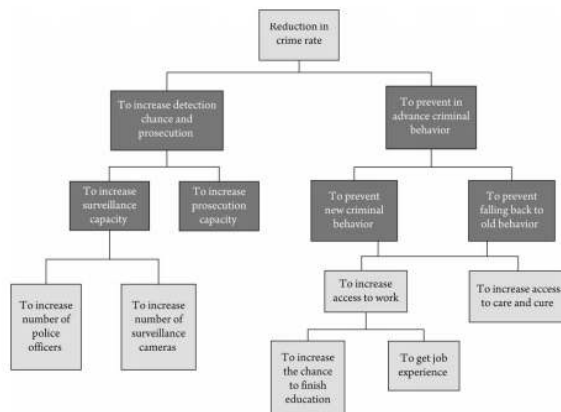 Reduction in
crime rate
To increase detection
chance and
prosecution
To prevent in
advance criminal
behavior
To increase
surveillance
capacity
To increase
prosecution
capacity
To prevent
new criminal
behavior
To prevent
falling back to
old behavior
To increase
number of
police
officers
To increase
number of
surveillance
cameras
To increase
access to work
To increase access
to care and cure
To increase
the chance
to finish
education
To get job
experience